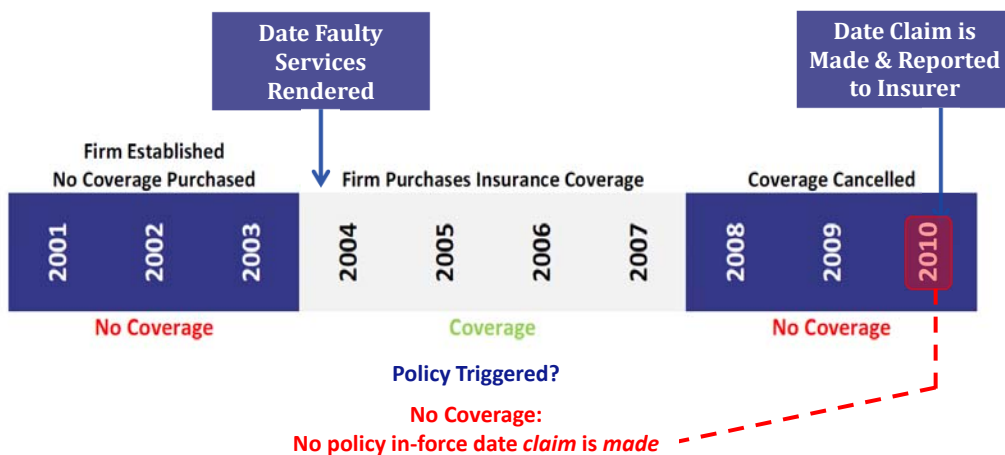 Date Faulty
Services
Rendered
Date Claim is
Made & Reported
to Insurer
Firm Established
No Coverage Purchased
Firm Purchases Insurance Coverage
Coverage Cancelled
2001
2002
2003
2004
2005
2006
2007
2008
2009
2010
No Coverage
Coverage
No Coverage
Policy Triggered?
No Coverage:
No policy in-force date claim is made